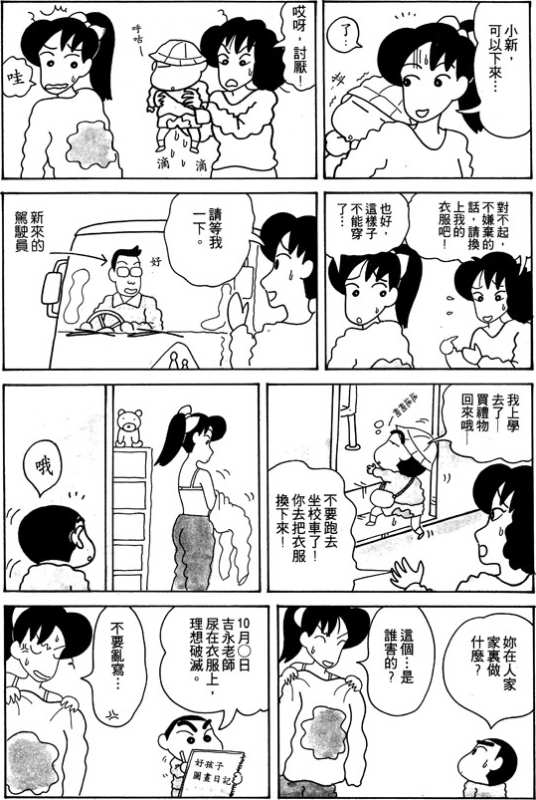 小新，
可以下來…
了…
哎呀，討厭！
呼咕—
滴
滴
哇
對不起，
不嫌棄的
話，請換
上我的
衣服吧！
也好，
這樣子
不能穿
了…
請等我
一下。
好
新來的
駕駛員
我上學
去了—
買禮物
回來哦—
不要跑去
坐校車了！
你去把衣服
換下來！
哦
妳在人家
家裏做
什麼？
這個…是
誰害的？
10月○日
吉永老師
尿在衣服上，
理想破滅。
好孩子
圖畫日記
不要亂寫…